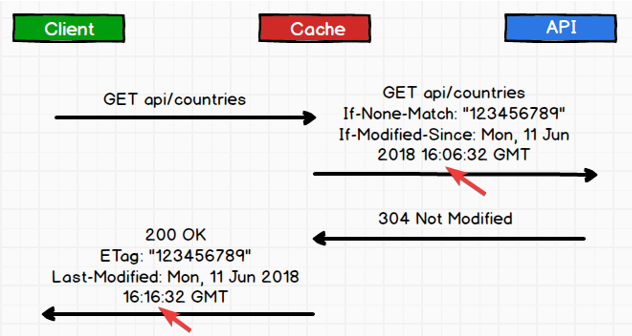 Client
Cache
API
GET api/countries
GET api/countries
If-None-Match: "123456789"
If-Modified-Since: Mon, 11 Jun
2018 16:06:32 GMT
304 Not Modified
200 OK
ETag: "123456789"
Last-Modified: Mon, 11 Jun 2018
16:16:32 GMT